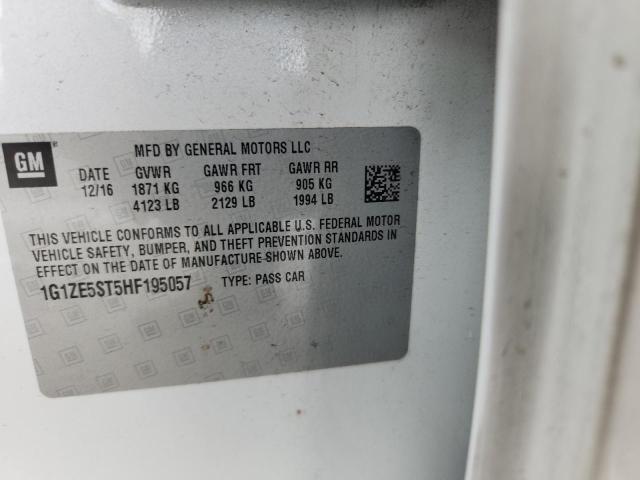 GM
MFD BY GENERAL MOTORS LLC
DATE GVWR GAWR FRT GAWR RR
12/16 1871 KG 966 KG 905 KG
4123 LB 2129 LB 1994 LB
THIS VEHICLE CONFORMS TO ALL APPLICABLE U.S. FEDERAL MOTOR
VEHICLE SAFETY, BUMPER, AND THEFT PREVENTION STANDARDS IN
EFFECT ON THE DATE OF MANUFACTURE SHOWN ABOVE.
1G1ZE5ST5HF195057 TYPE: PASS CAR